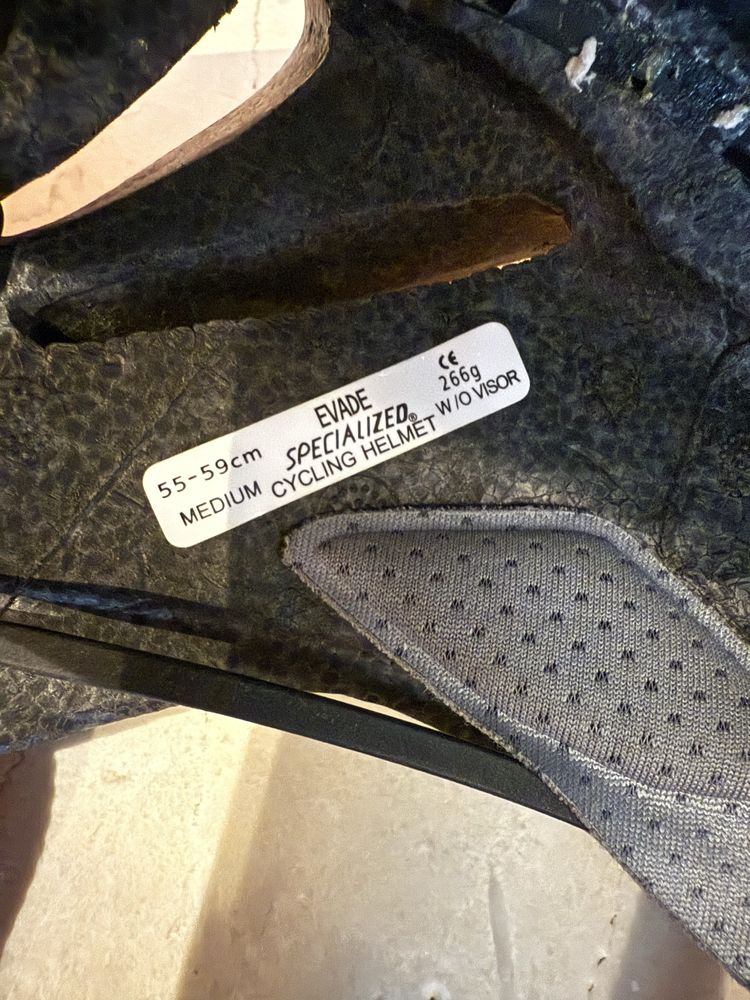 EVADE CE
55-59cm SPECIALIZED® 266g
MEDIUM CYCLING HELMET W/O VISOR